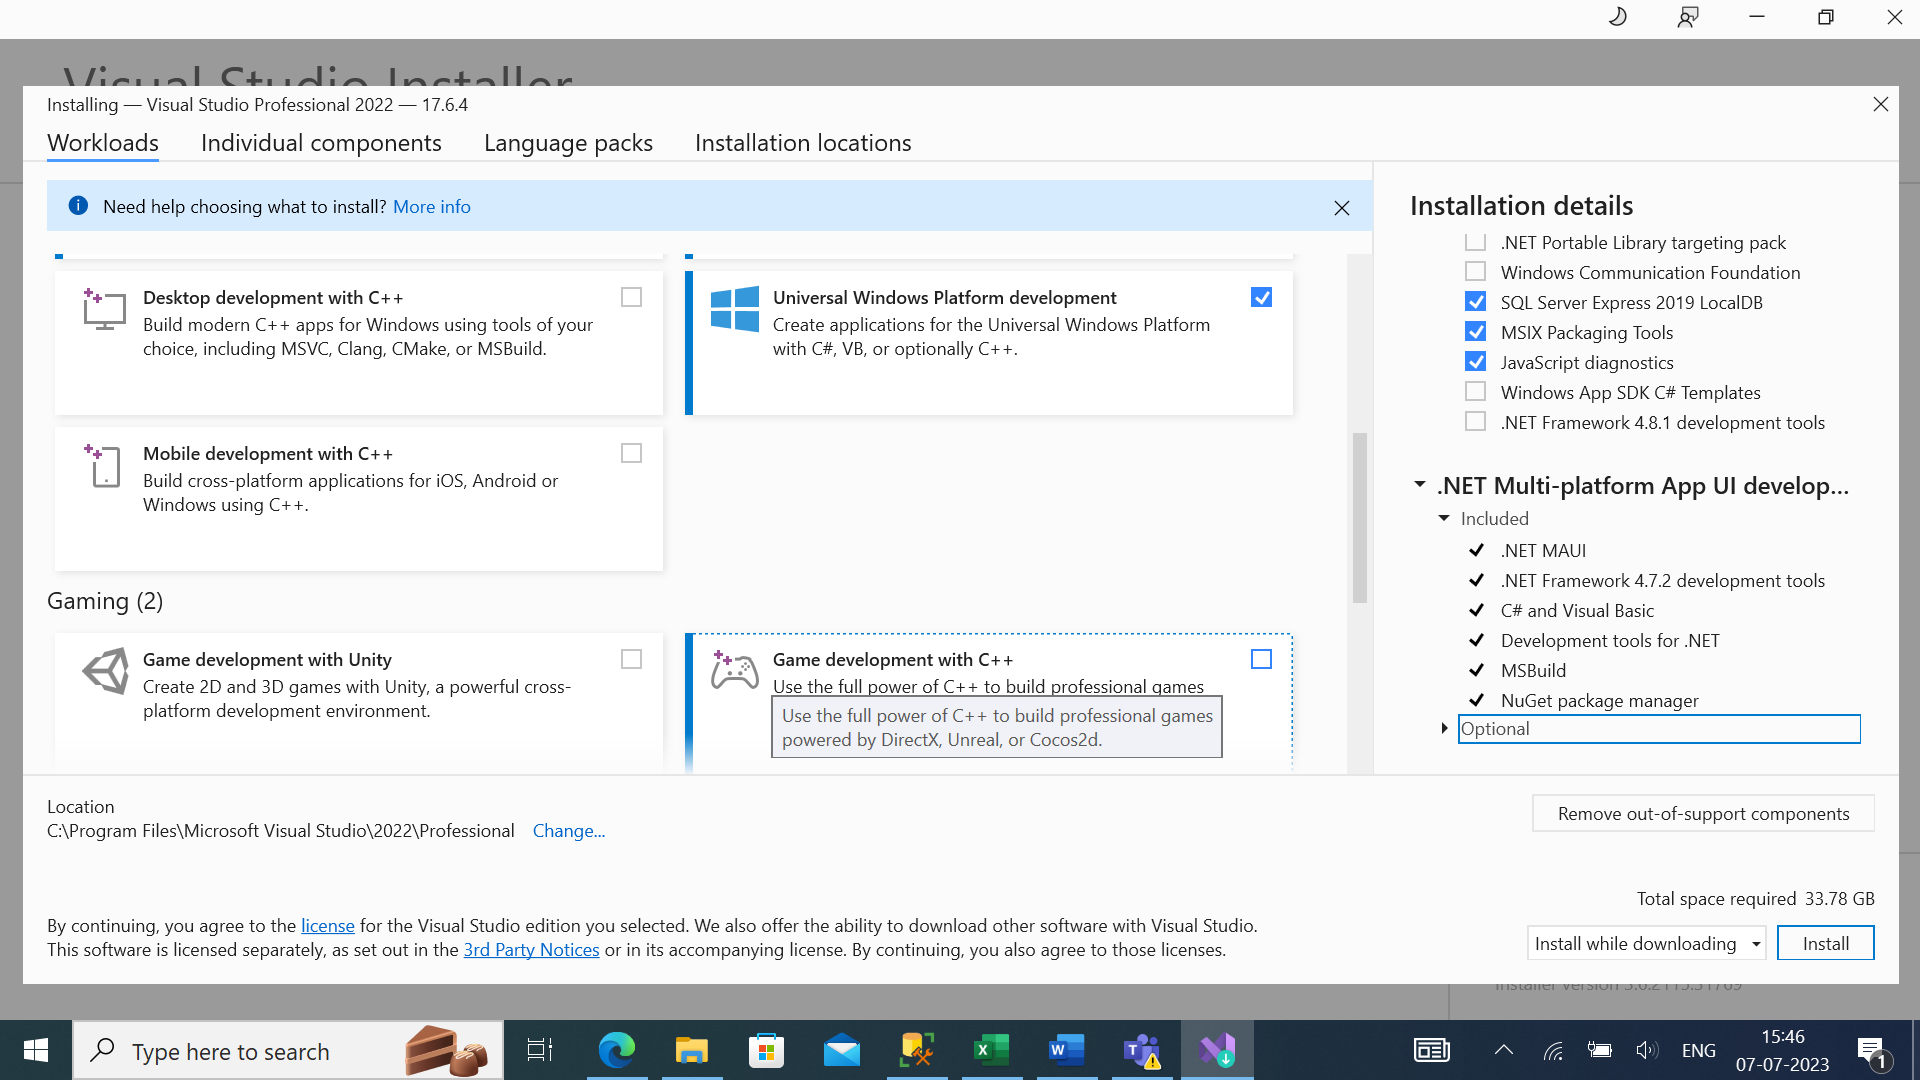 Visual Studio Installer
Installing — Visual Studio Professional 2022 — 17.6.4
Workloads
Individual components
Language packs
Installation locations
Need help choosing what to install? More info
Desktop development with C++
Build modern C++ apps for Windows using tools of your
choice, including MSVC, Clang, CMake, or MSBuild.
Universal Windows Platform development
Create applications for the Universal Windows Platform
with C#, VB, or optionally C++.
Mobile development with C++
Build cross-platform applications for iOS, Android or
Windows using C++.
Gaming (2)
Game development with Unity
Create 2D and 3D games with Unity, a powerful cross-
platform development environment.
Game development with C++
Use the full power of C++ to build professional games
Use the full power of C++ to build professional games
powered by DirectX, Unreal, or Cocos2d.
Installation details
.NET Portable Library targeting pack
Windows Communication Foundation
SQL Server Express 2019 LocalDB
MSIX Packaging Tools
JavaScript diagnostics
Windows App SDK C# Templates
.NET Framework 4.8.1 development tools
.NET Multi-platform App UI develop...
Included
.NET MAUI
.NET Framework 4.7.2 development tools
C# and Visual Basic
Development tools for .NET
MSBuild
NuGet package manager
Optional
Location
C:\Program Files\Microsoft Visual Studio\2022\Professional Change...
Remove out-of-support components
Total space required 33.78 GB
By continuing, you agree to the license for the Visual Studio edition you selected. We also offer the ability to download other software with Visual Studio.
This software is licensed separately, as set out in the 3rd Party Notices or in its accompanying license. By continuing, you also agree to those licenses.
Install while downloading
Install
Installer version
Type here to search
ENG
15:46
07-07-2023
1